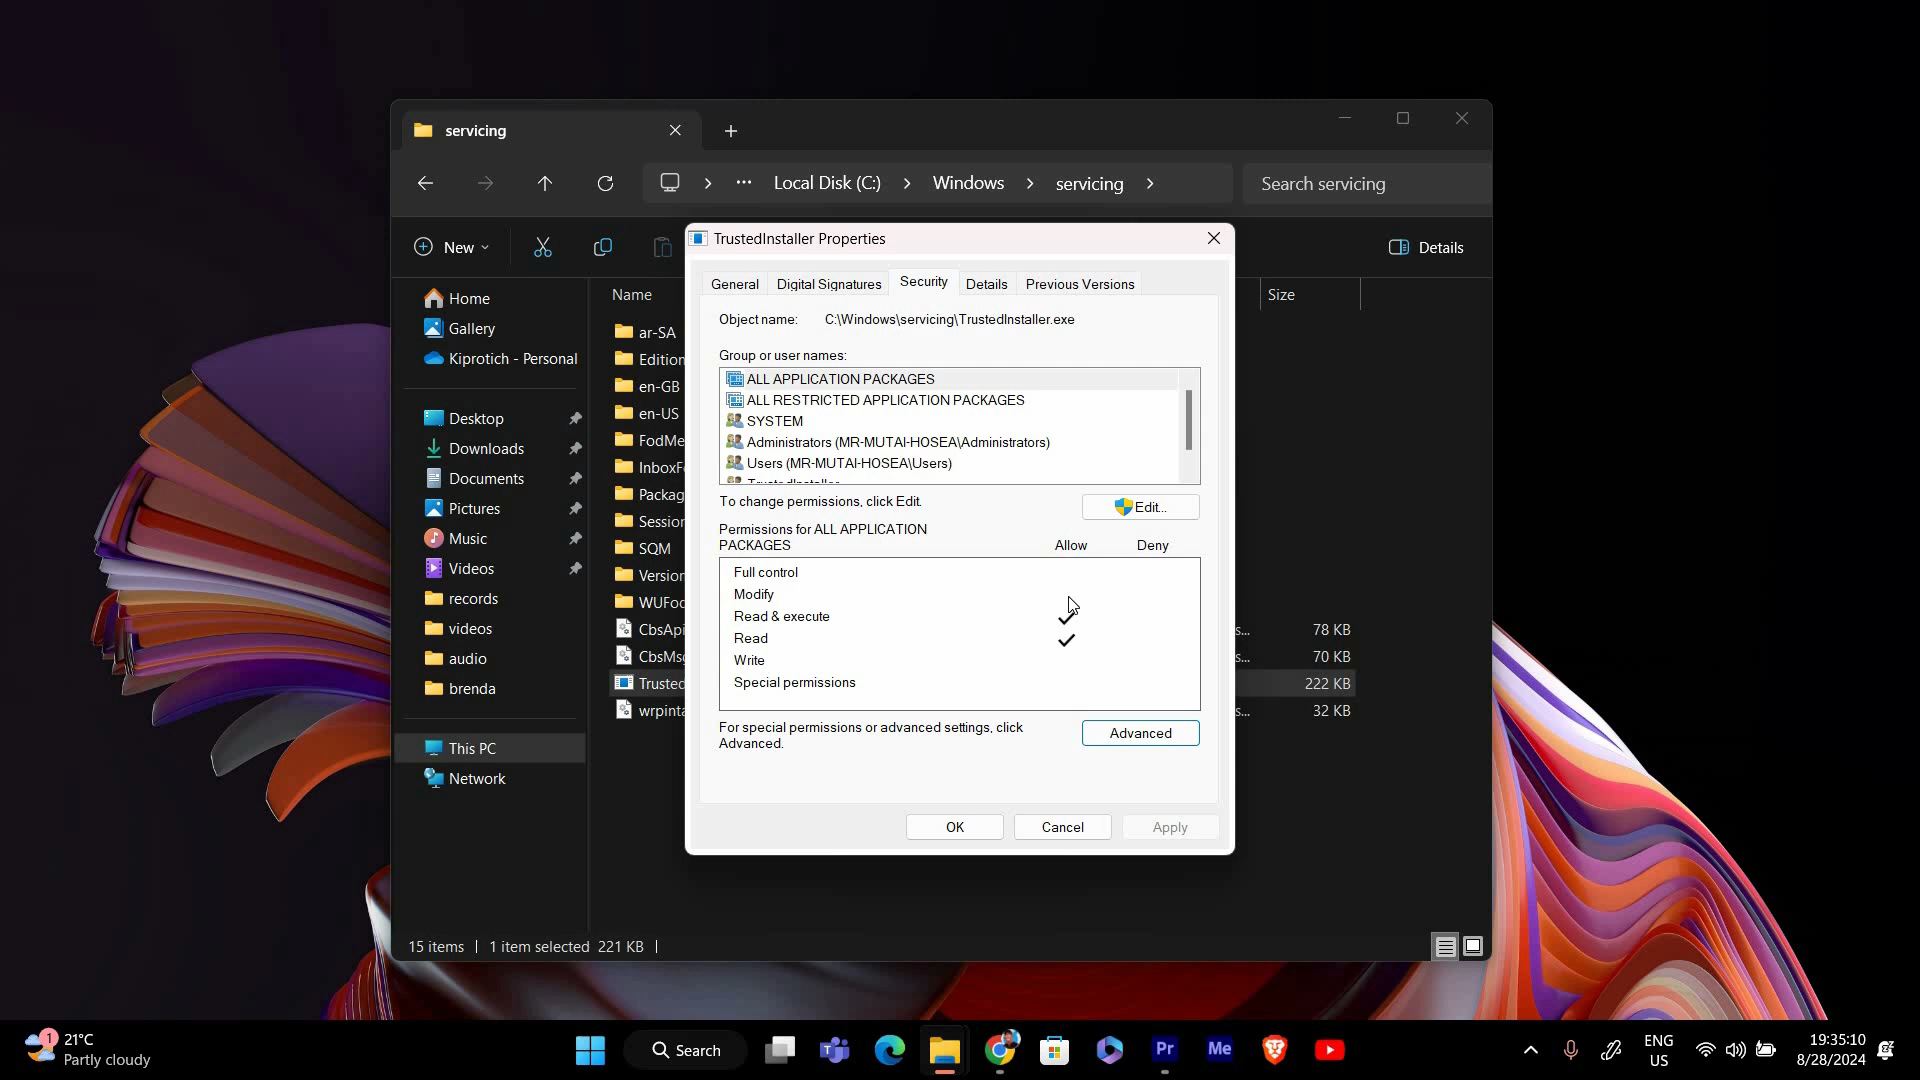 servicing
Local Disk (C:)
Windows
servicing
Search servicing
New
Details
TrustedInstaller Properties
General
Digital Signatures
Security
Details
Previous Versions
Object name:
C:\Windows\servicing\TrustedInstaller.exe
Group or user names:
ALL APPLICATION PACKAGES
ALL RESTRICTED APPLICATION PACKAGES
SYSTEM
Administrators (MR-MUTAI-HOSEA\Administrators)
Users (MR-MUTAI-HOSEA\Users)
TrustedInstaller
To change permissions, click Edit.
Edit...
Permissions for ALL APPLICATION
PACKAGES
Allow
Deny
Full control
Modify
Read & execute
Read
Write
Special permissions
For special permissions or advanced settings, click
Advanced.
Advanced
OK
Cancel
Apply
Home
Gallery
Kiprotich - Personal
Desktop
Downloads
Documents
Pictures
Music
Videos
records
videos
audio
brenda
This PC
Network
Name
Size
ar-SA
Edition
en-GB
en-US
FodMe
InboxF
Packag
Session
SQM
Version
WUFod
CbsApi
s...
78 KB
CbsMsg
s...
70 KB
Trusted
222 KB
wrpinta
s...
32 KB
15 items
1 item selected 221 KB
1
21°C
Partly cloudy
Search
Pr
Me
ENG
US
19:35:10
8/28/2024